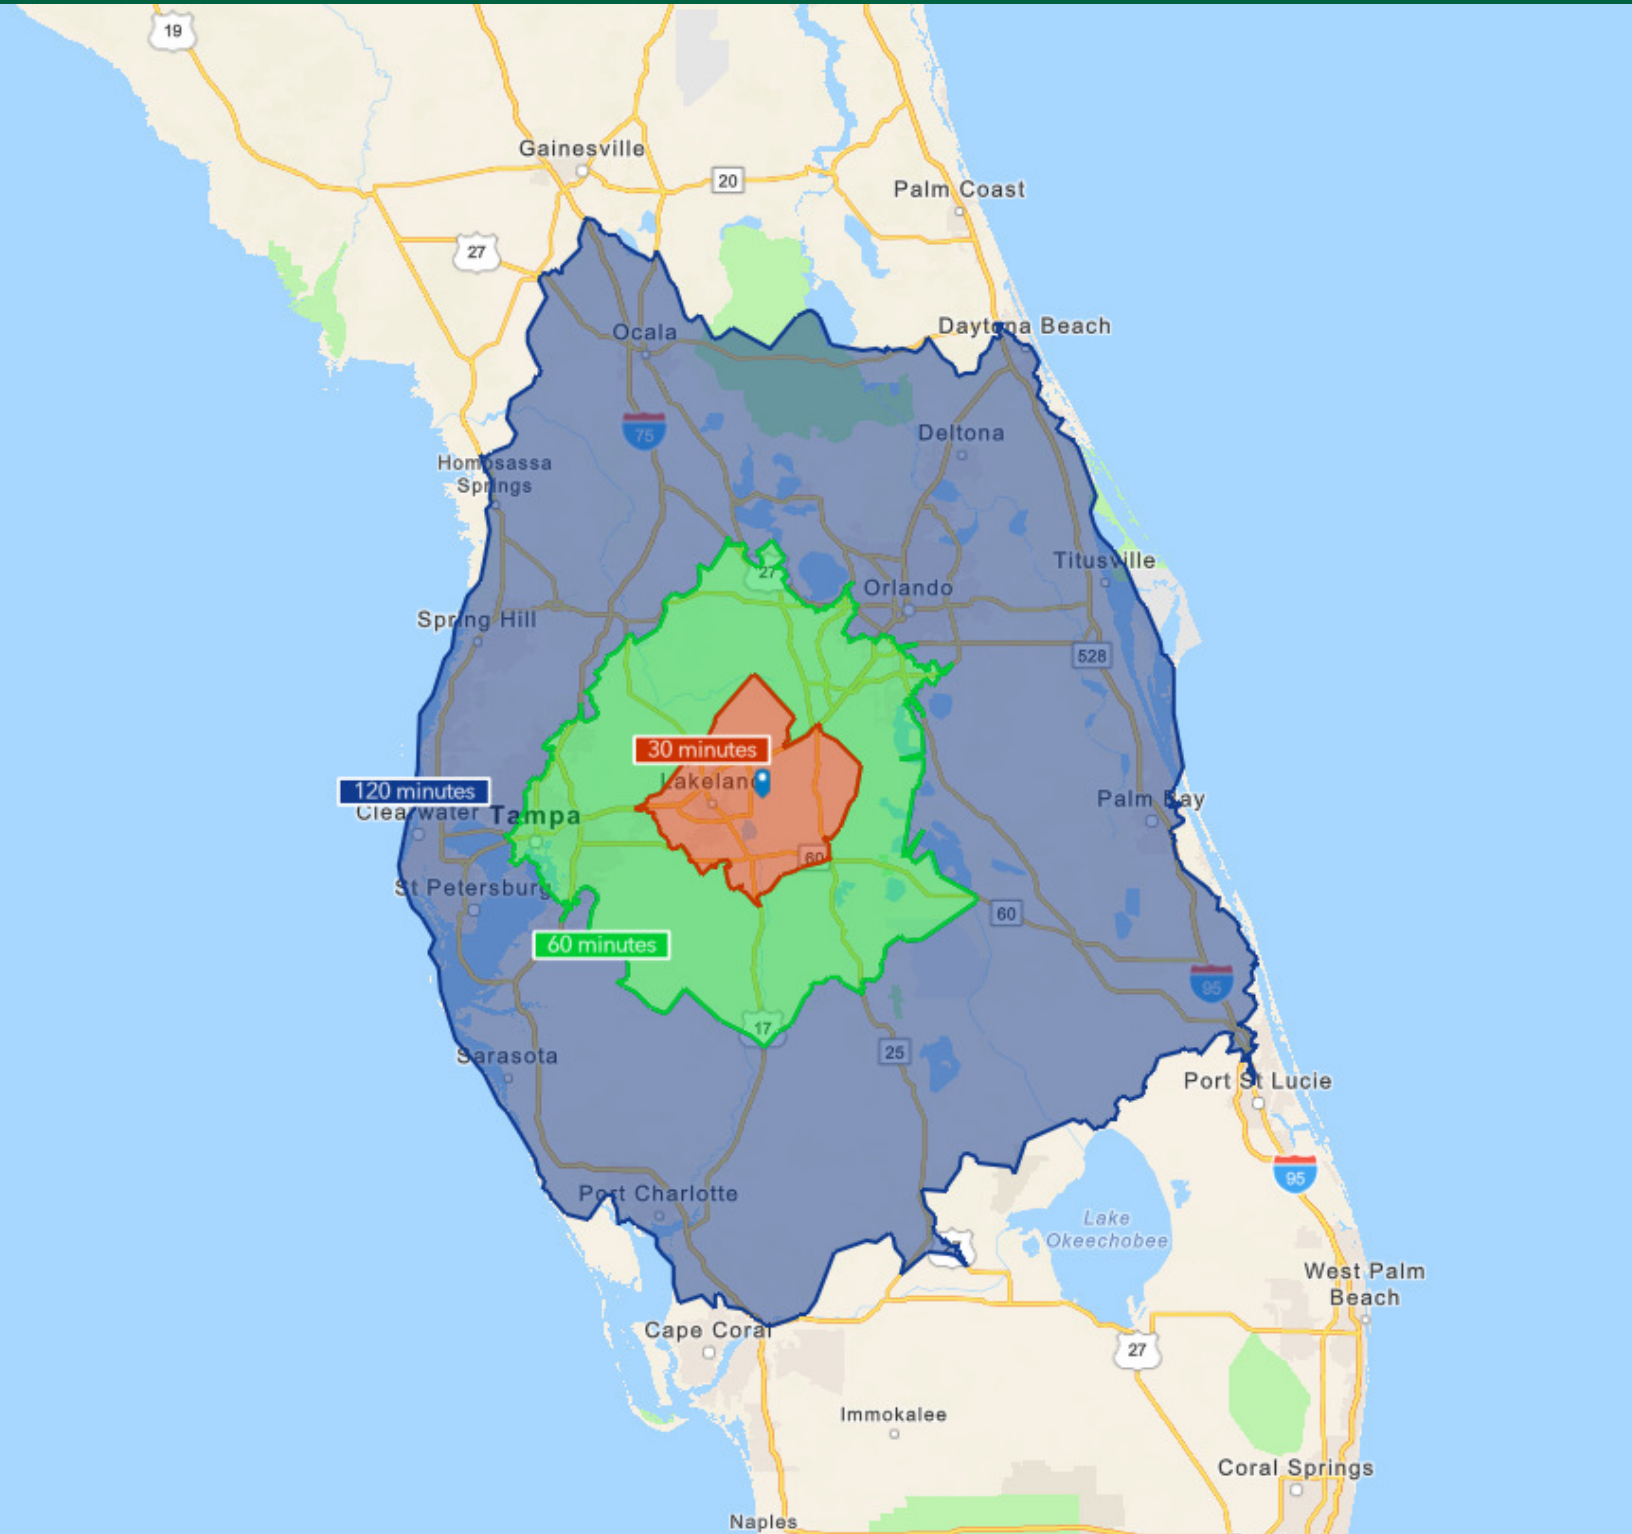 19
Gainesville
20
Palm Coast
27
Daytona Beach
Ocala
75
Deltona
Homosassa
Springs
Titusville
27
Orlando
Spring Hill
528
30 minutes
Lakeland
120 minutes
Clearwater
Tampa
Palm Bay
60
St Petersburg
60
60 minutes
95
17
25
Sarasota
Port St Lucie
95
Port Charlotte
Lake
Okeechobee
West Palm
Beach
Cape Coral
27
Immokalee
Coral Springs
Naples